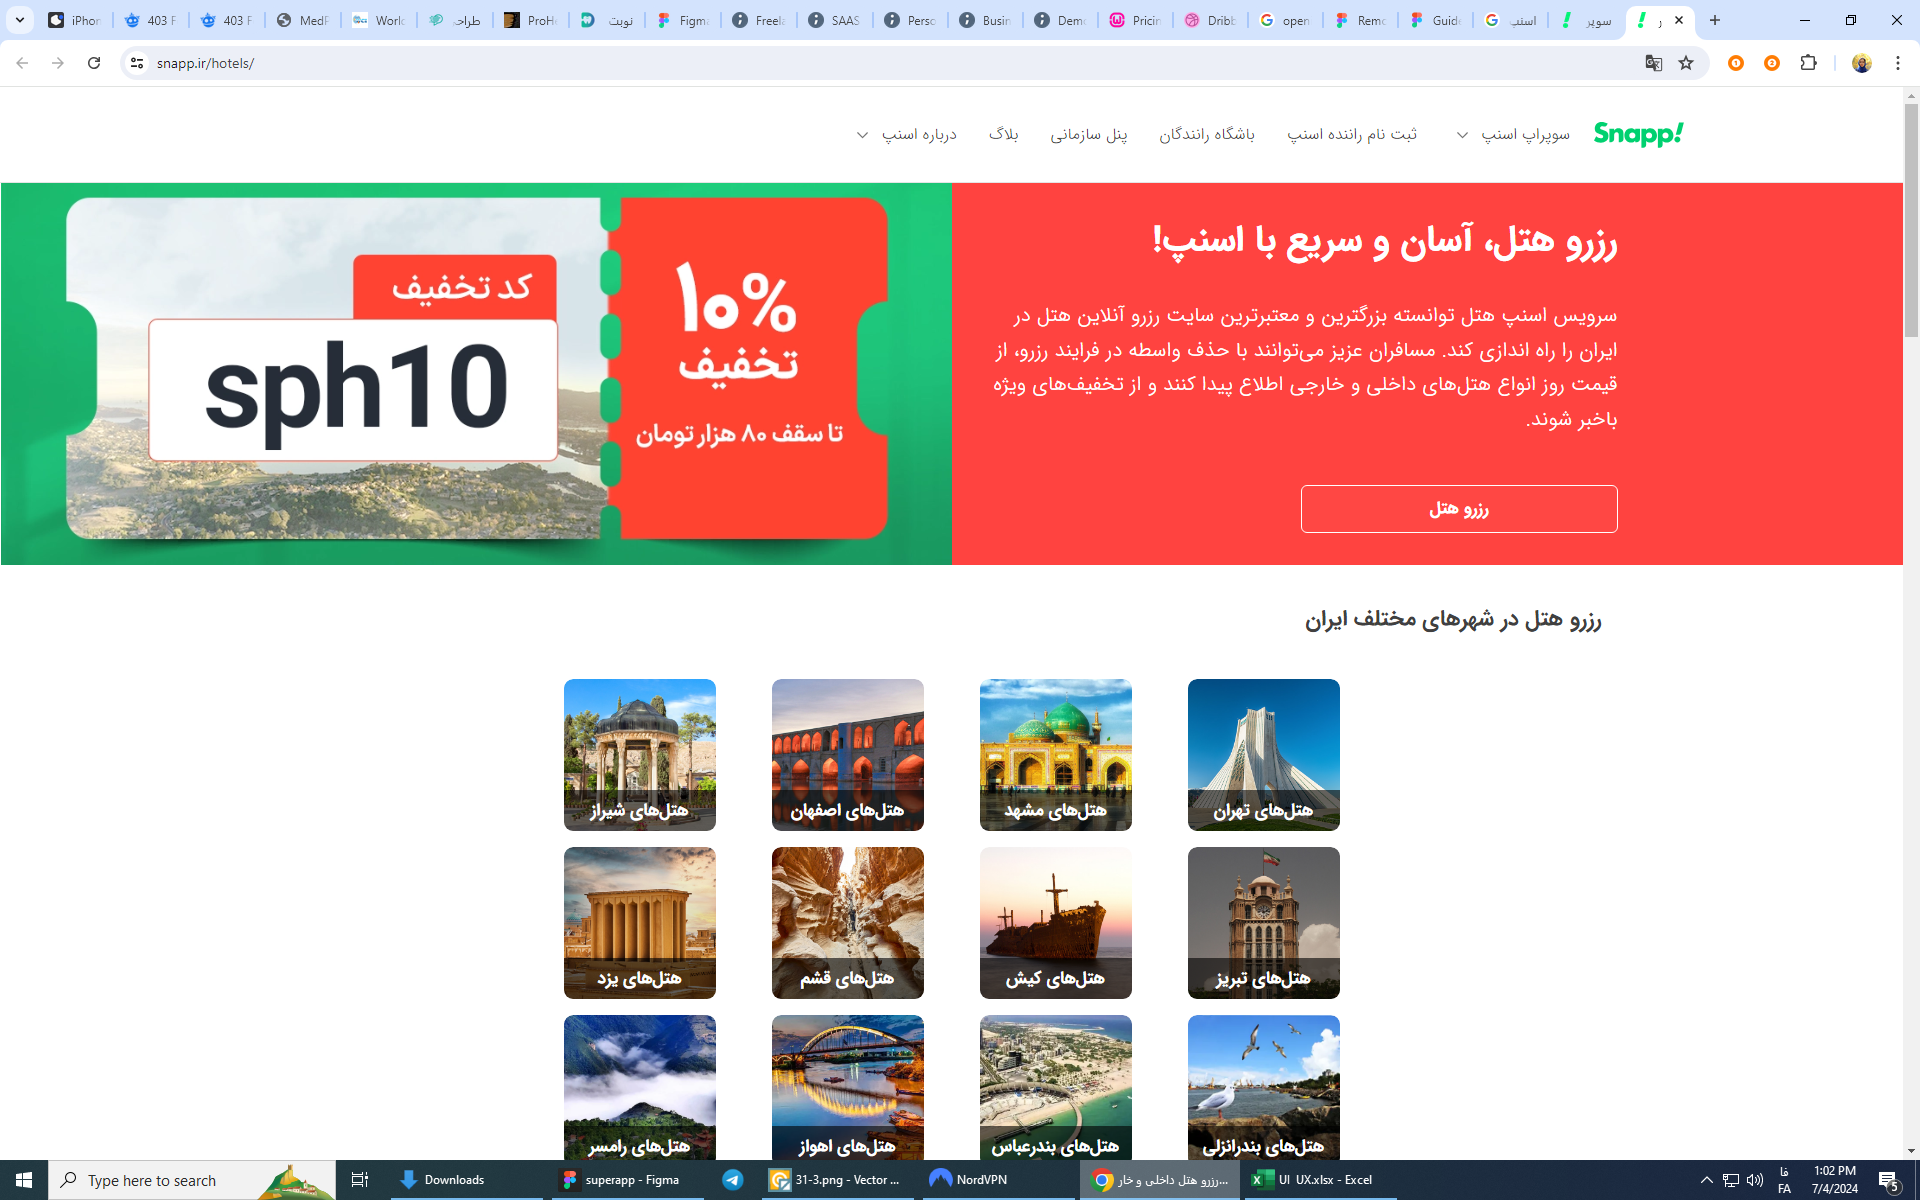 iPhon
403 F
403 F
MedF
World
طراحی
ProHe
نوبت
Figma
Freela
SAAS
Perso
Busin
Demo
Pricin
Dribb
open
Remo
Guide
اسنپ
سوپر
ر
snapp.ir/hotels/
Snapp!
سوپراپ اسنپ
ثبت نام راننده اسنپ
باشگاه رانندگان
پنل سازمانی
بلاگ
درباره اسنپ
رزرو هتل، آسان و سریع با اسنپ!
سرویس اسنپ هتل توانسته بزرگترین و معتبرترین سایت رزرو آنلاین هتل در
ایران را راه اندازی کند. مسافران عزیز می‌توانند با حذف واسطه در فرایند رزرو، از
قیمت روز انواع هتل‌های داخلی و خارجی اطلاع پیدا کنند و از تخفیف‌های ویژه
باخبر شوند.
رزرو هتل
۱۰%
تخفیف
تا سقف ۸۰ هزار تومان
کد تخفیف
sph10
رزرو هتل در شهرهای مختلف ایران
هتل‌های تهران
هتل‌های مشهد
هتل‌های اصفهان
هتل‌های شیراز
هتل‌های تبریز
هتل‌های کیش
هتل‌های قشم
هتل‌های یزد
هتل‌های بندرانزلی
هتل‌های بندرعباس
هتل‌های اهواز
هتل‌های رامسر
Type here to search
Downloads
superapp - Figma
31-3.png - Vector ...
NordVPN
رزرو هتل داخلی و خار...
UI UX.xlsx - Excel
فا
FA
1:02 PM
7/4/2024
5